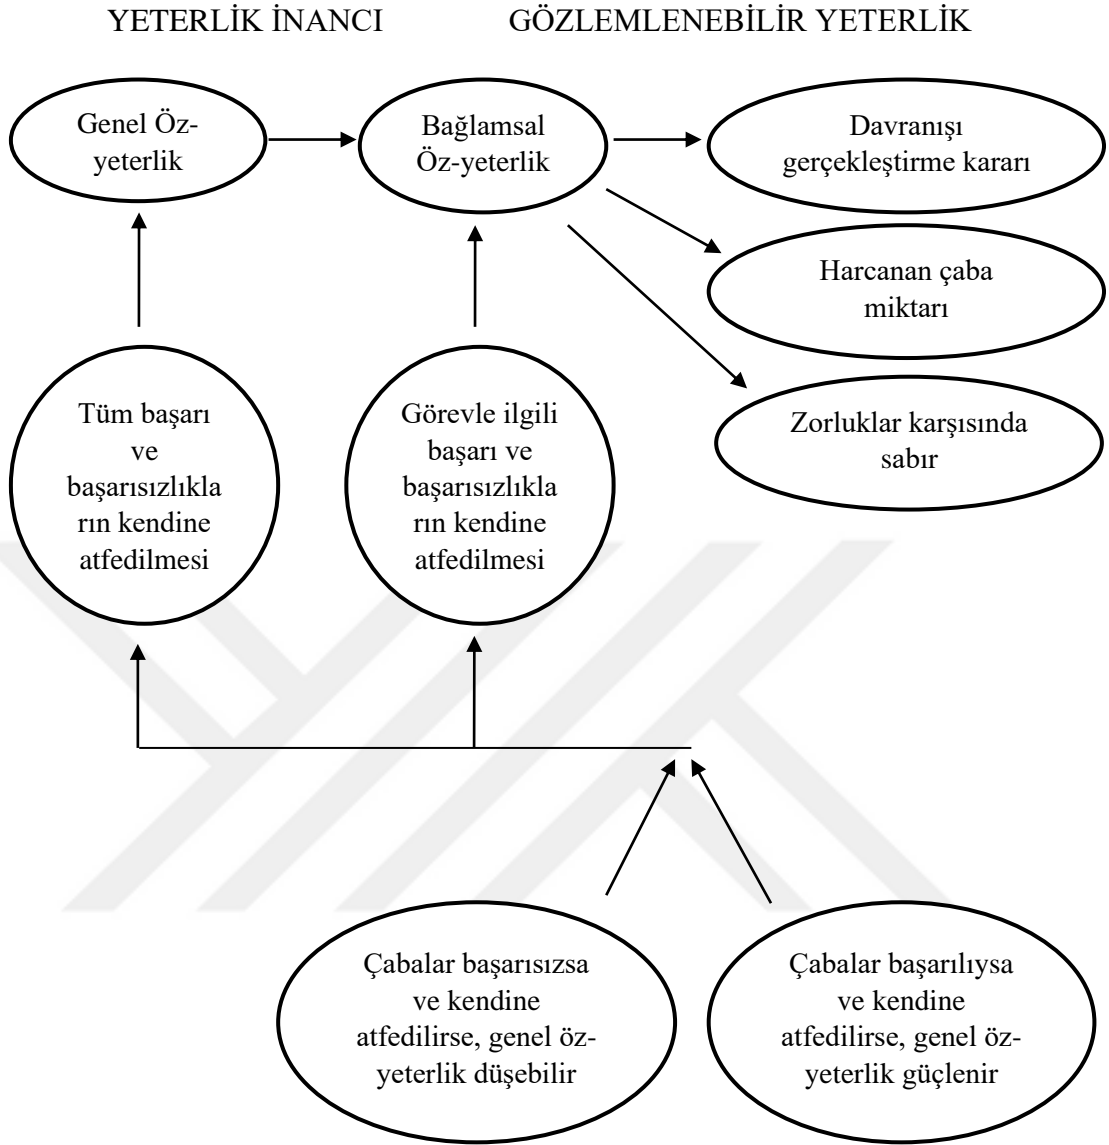 YETERLİK İNANCI
GÖZLEMLENEBİLİR YETERLİK
Genel Öz-
yeterlik
Bağlamsal
Öz-yeterlik
Davranışı
gerçekleştirme kararı
Harcanan çaba
miktarı
Zorluklar karşısında
sabır
Tüm başarı
ve
başarısızlıkla
rın kendine
atfedilmesi
Görevle ilgili
başarı ve
başarısızlıkla
rın kendine
atfedilmesi
Çabalar başarısızsa
ve kendine
atfedilirse, genel öz-
yeterlik düşebilir
Çabalar başarılıysa
ve kendine
atfedilirse, genel öz-
yeterlik güçlenir